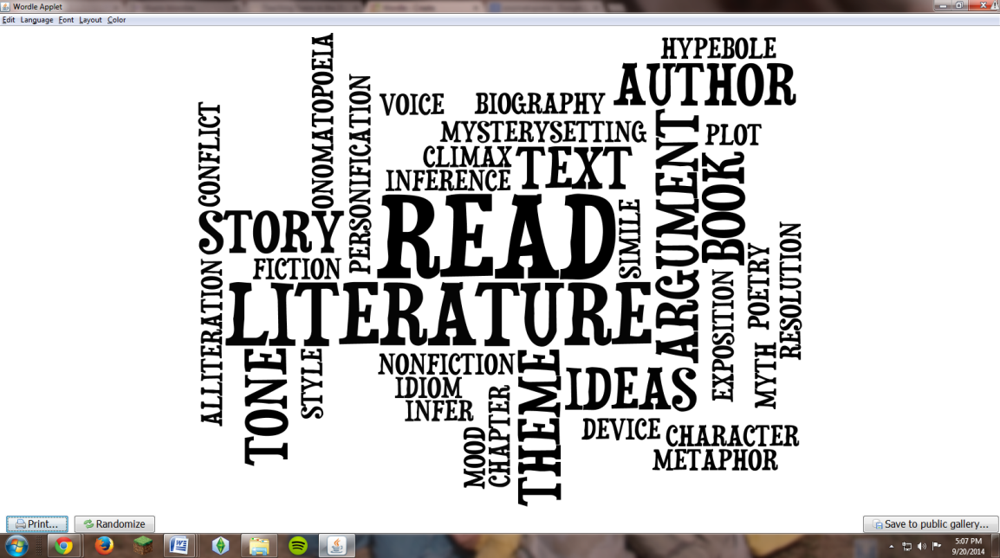 Wordle Applet
Edit Language Font Layout Color
HYPEBOLE
AUTHOR
ONOMATOPOEIA
PERSONIFICATION
VOICE
BIOGRAPHY
CONFLICT
MYSTERYSETTING
ARGUMENT
PLOT
CLIMAX
TEXT
BOOK
INFERENCE
READ
SIMILE
STORY
FICTION
POETRY
RESOLUTION
ALLITERATION
LITERATURE
EXPOSITION
MYTH
TONE
STYLE
NONFICTION
THEME
IDEAS
IDIOM
CHAPTER
INFER
MOOD
DEVICE
CHARACTER
METAPHOR
Print...
Randomize
Save to public gallery...
5:07 PM
9/20/2014